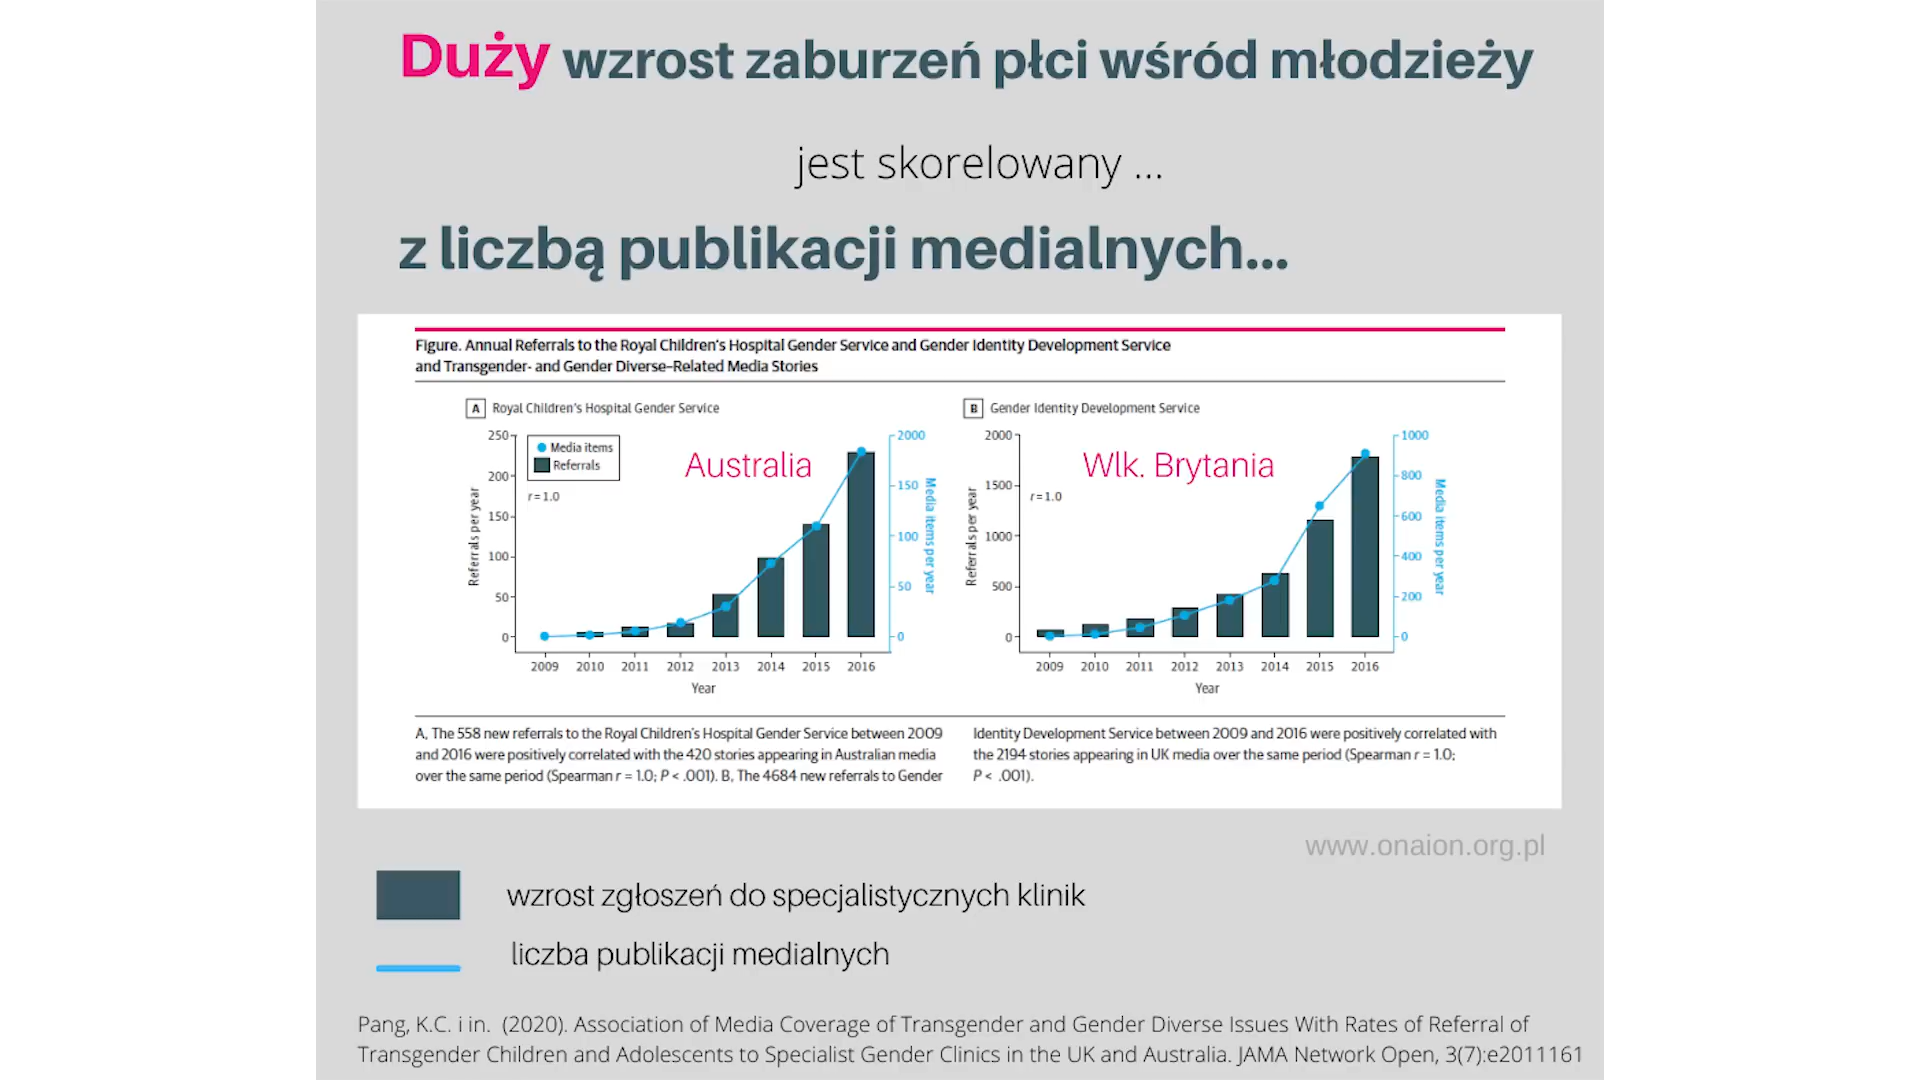 Duży wzrost zaburzeń płci wśród młodzieży
jest skorelowany ...
z liczbą publikacji medialnych...
Figure. Annual Referrals to the Royal Children's Hospital Gender Service and Gender Identity Development Service
and Transgender- and Gender Diverse–Related Media Stories
A Royal Children's Hospital Gender Service
250
200
150
100
50
0
Referrals per year
Media items
Referrals
r = 1.0
Australia
2000
150
100
50
0
Media items per year
2009 2010 2011 2012 2013 2014 2015 2016
Year
B Gender Identity Development Service
2000
1500
1000
500
0
Referrals per year
r = 1.0
Wlk. Brytania
1000
800
600
400
200
0
Media items per year
2009 2010 2011 2012 2013 2014 2015 2016
Year
A, The 558 new referrals to the Royal Children's Hospital Gender Service between 2009
and 2016 were positively correlated with the 420 stories appearing in Australian media
over the same period (Spearman r = 1.0; P < .001). B, The 4684 new referrals to Gender
Identity Development Service between 2009 and 2016 were positively correlated with
the 2194 stories appearing in UK media over the same period (Spearman r = 1.0;
P < .001).
www.onaion.org.pl
wzrost zgłoszeń do specjalistycznych klinik
liczba publikacji medialnych
Pang, K.C. i in. (2020). Association of Media Coverage of Transgender and Gender Diverse Issues With Rates of Referral of
Transgender Children and Adolescents to Specialist Gender Clinics in the UK and Australia. JAMA Network Open, 3(7):e2011161